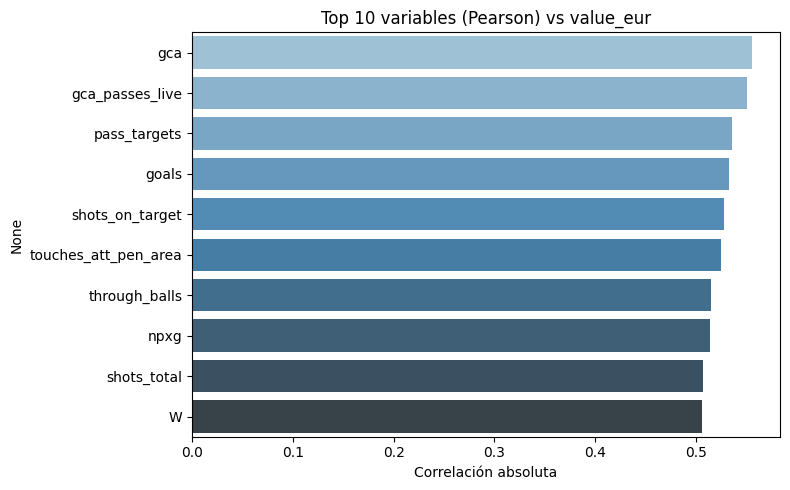 Top 10 variables (Pearson) vs value_eur
gca
gca_passes_live
pass_targets
goals
shots_on_target
touches_att_pen_area
through_balls
npxg
shots_total
W
None
0.0 0.1 0.2 0.3 0.4 0.5
Correlación absoluta